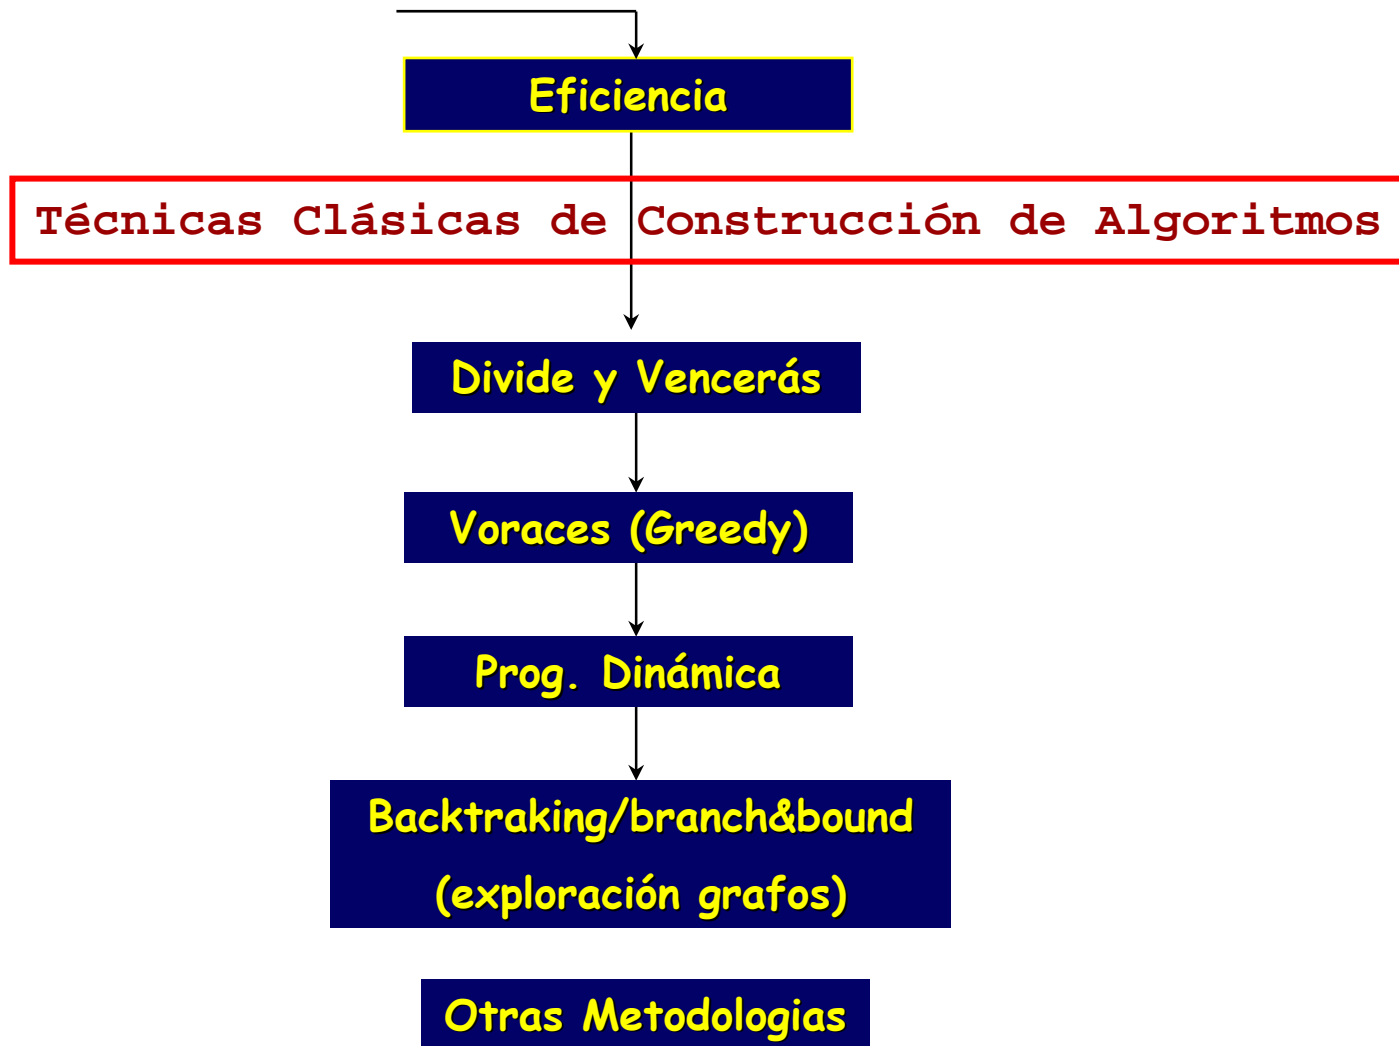 Eficiencia
Técnicas Clásicas de Construcción de Algoritmos
Divide y Vencerás
Voraces (Greedy)
Prog. Dinámica
Backtraking/branch&bound
(exploración grafos)
Otras Metodologias